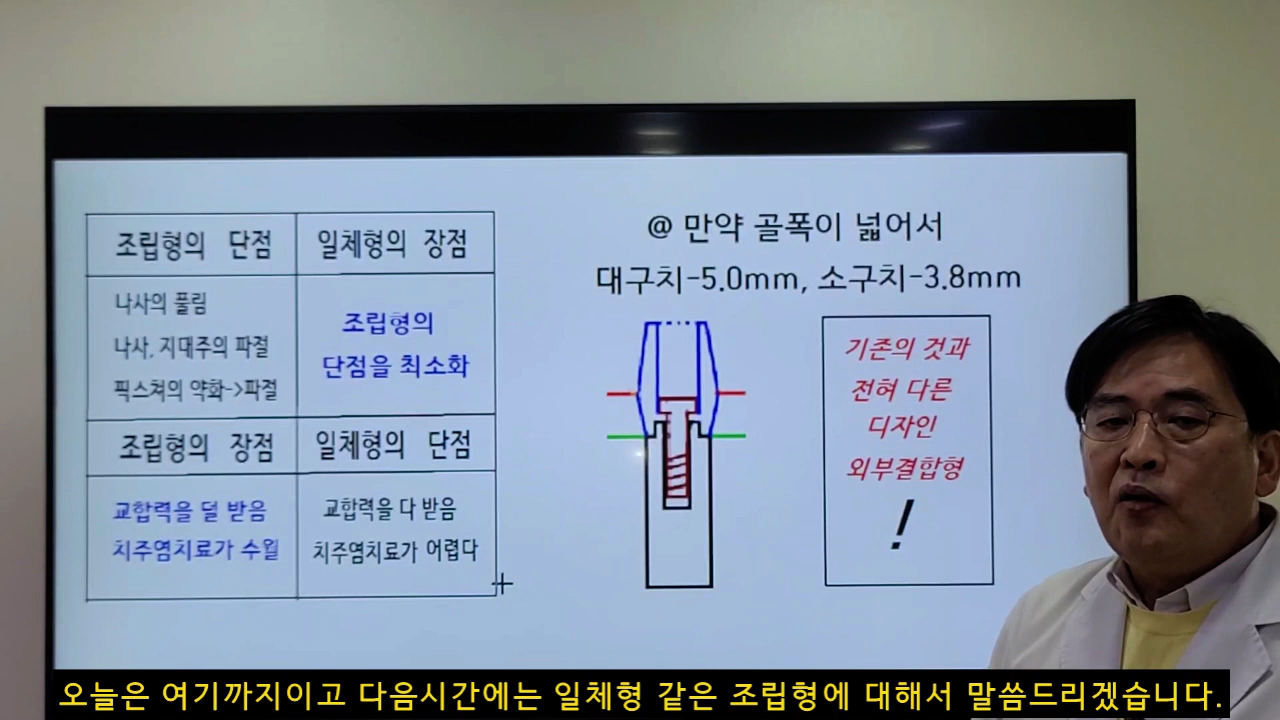 조립형의 단점
일체형의 장점
나사의 풀림
나사, 지대주의 파절
픽스쳐의 약화->파절
조립형의
단점을 최소화
조립형의 장점
일체형의 단점
교합력을 덜 받음
치주염치료가 수월
교합력을 다 받음
치주염치료가 어렵다
@ 만약 골폭이 넓어서
대구치-5.0mm, 소구치-3.8mm
기존의 것과
전혀 다른
디자인
외부결합형
!
오늘은 여기까지이고 다음시간에는 일체형 같은 조립형에 대해서 말씀드리겠습니다.